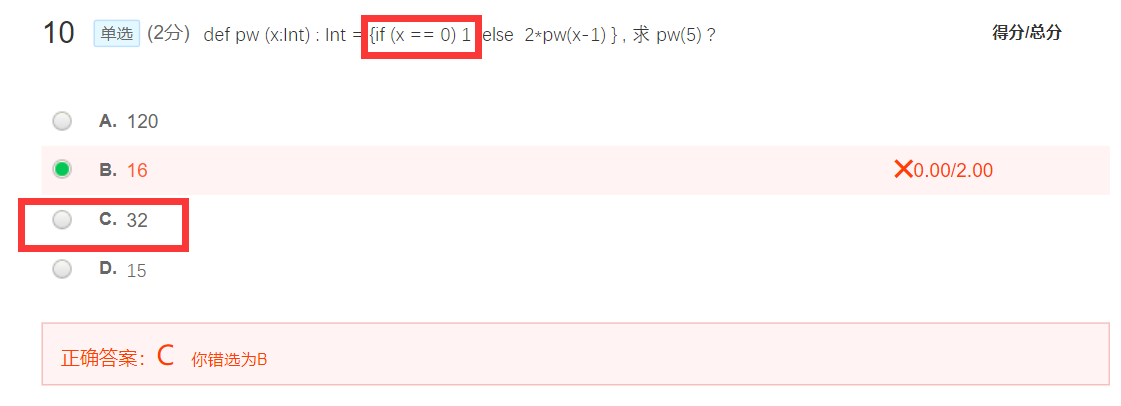 10 单选 (2分) def pw (x:Int) : Int = {if (x == 0) 1 else 2*pw(x-1) } , 求 pw(5) ? 得分/总分
A. 120
B. 16 ×0.00/2.00
C. 32
D. 15
正确答案：C 你错选为B